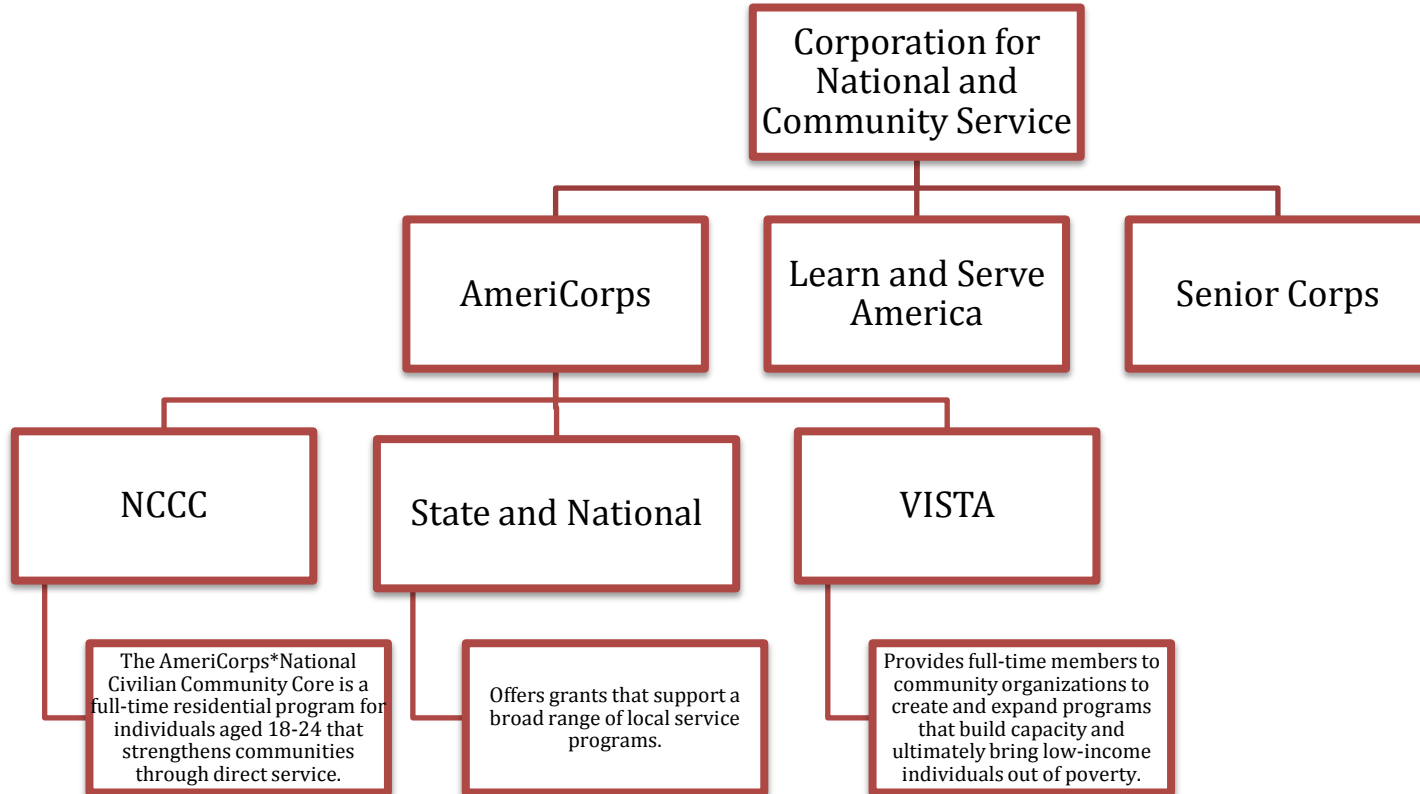 Corporation for
National and
Community Service
AmeriCorps
Learn and Serve
America
Senior Corps
NCCC
State and National
VISTA
The AmeriCorps*National
Civilian Community Core is a
full-time residential program for
individuals aged 18-24 that
strengthens communities
through direct service.
Offers grants that support a
broad range of local service
programs.
Provides full-time members to
community organizations to
create and expand programs
that build capacity and
ultimately bring low-income
individuals out of poverty.